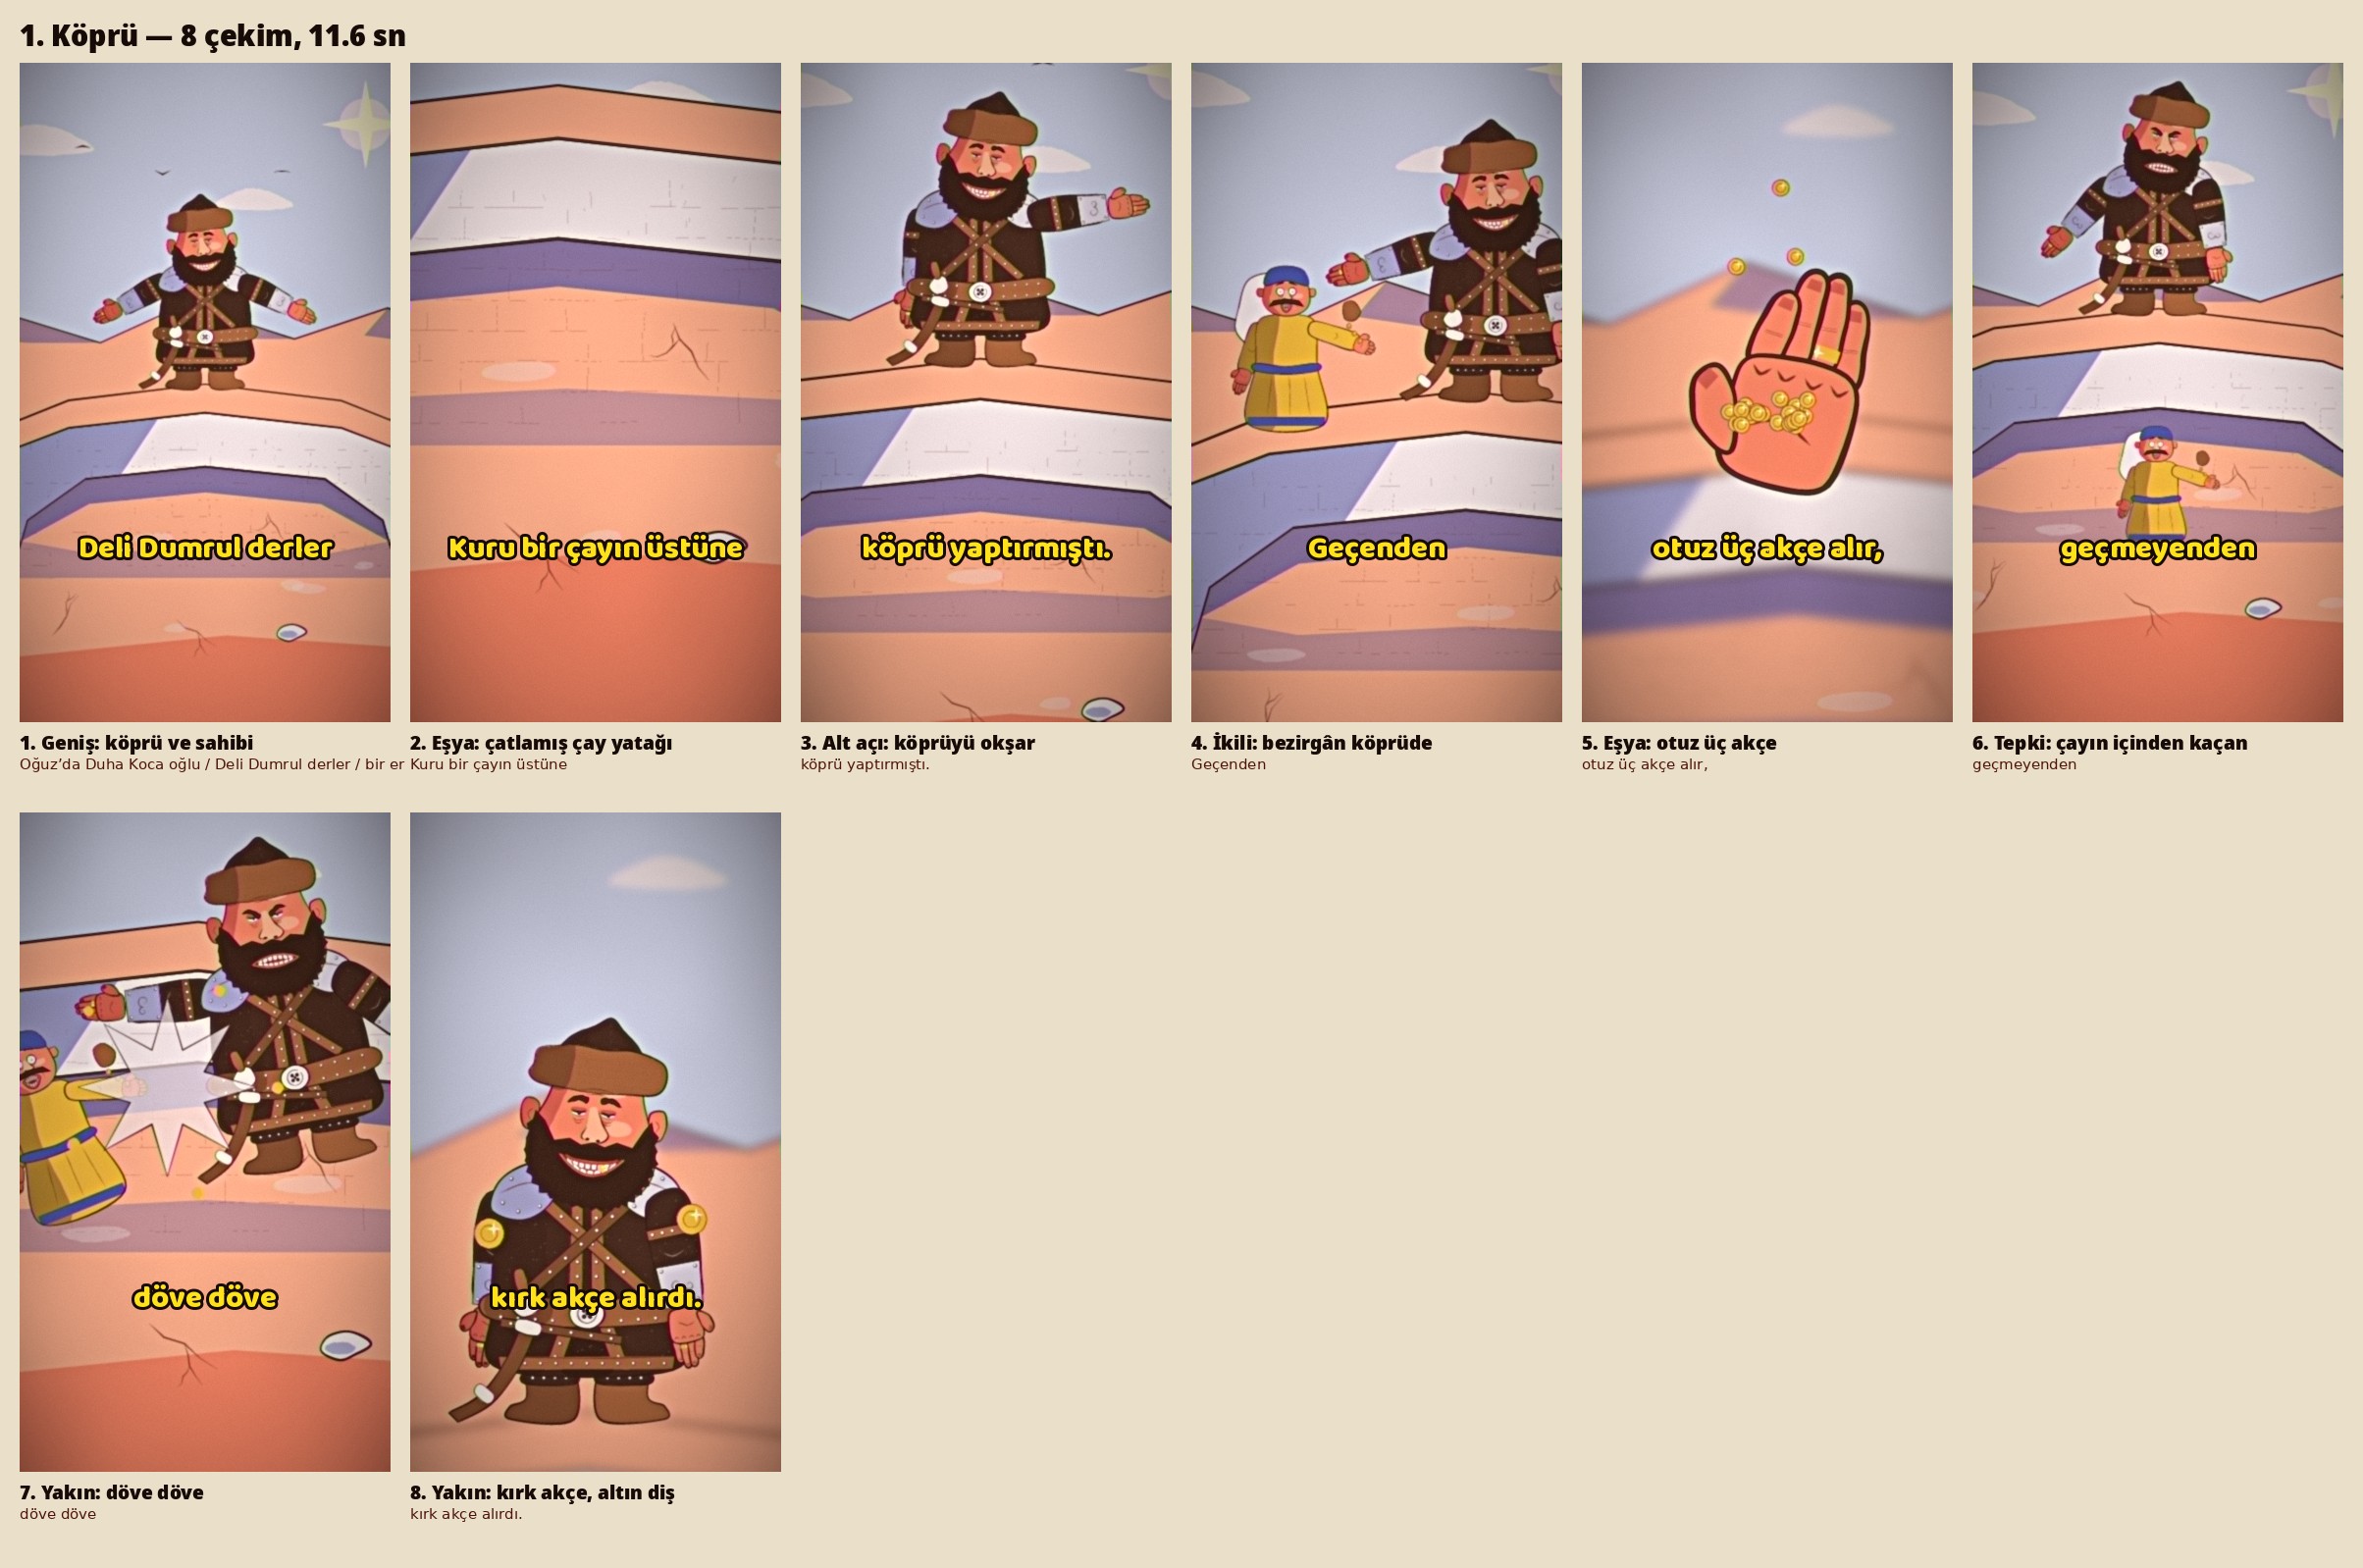 1. Köprü — 8 çekim, 11.6 sn
Deli Dumrul derler
Kuru bir çayın üstüne
köprü yaptırmıştı.
Geçenden
otuz üç akçe alır,
geçmeyenden
1. Geniş: köprü ve sahibi
Oğuz’da Duha Koca oğlu / Deli Dumrul derler / bir er
2. Eşya: çatlamış çay yatağı
Kuru bir çayın üstüne
3. Alt açı: köprüyü okşar
köprü yaptırmıştı.
4. İkili: bezirgân köprüde
Geçenden
5. Eşya: otuz üç akçe
otuz üç akçe alır,
6. Tepki: çayın içinden kaçan
geçmeyenden
döve döve
kırk akçe alırdı.
7. Yakın: döve döve
döve döve
8. Yakın: kırk akçe, altın diş
kırk akçe alırdı.